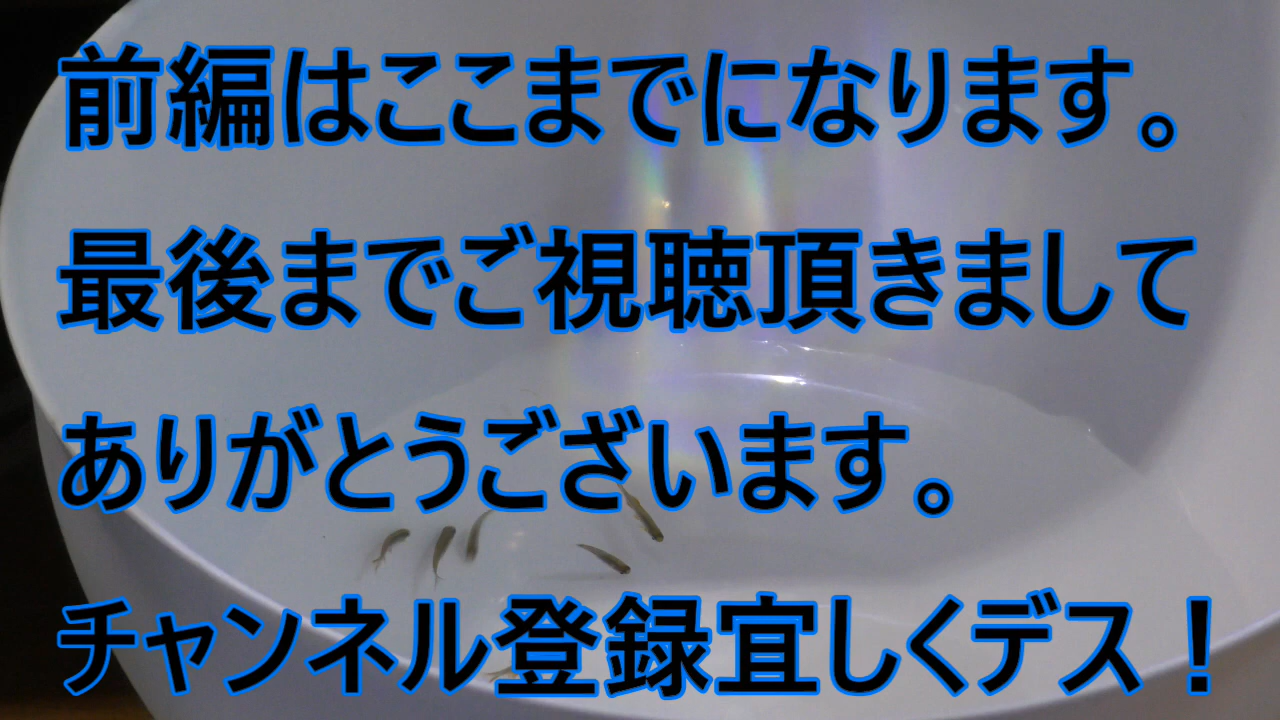 前編はここまでになります。
最後までご視聴頂きまして
ありがとうございます。
チャンネル登録宜しくデス！